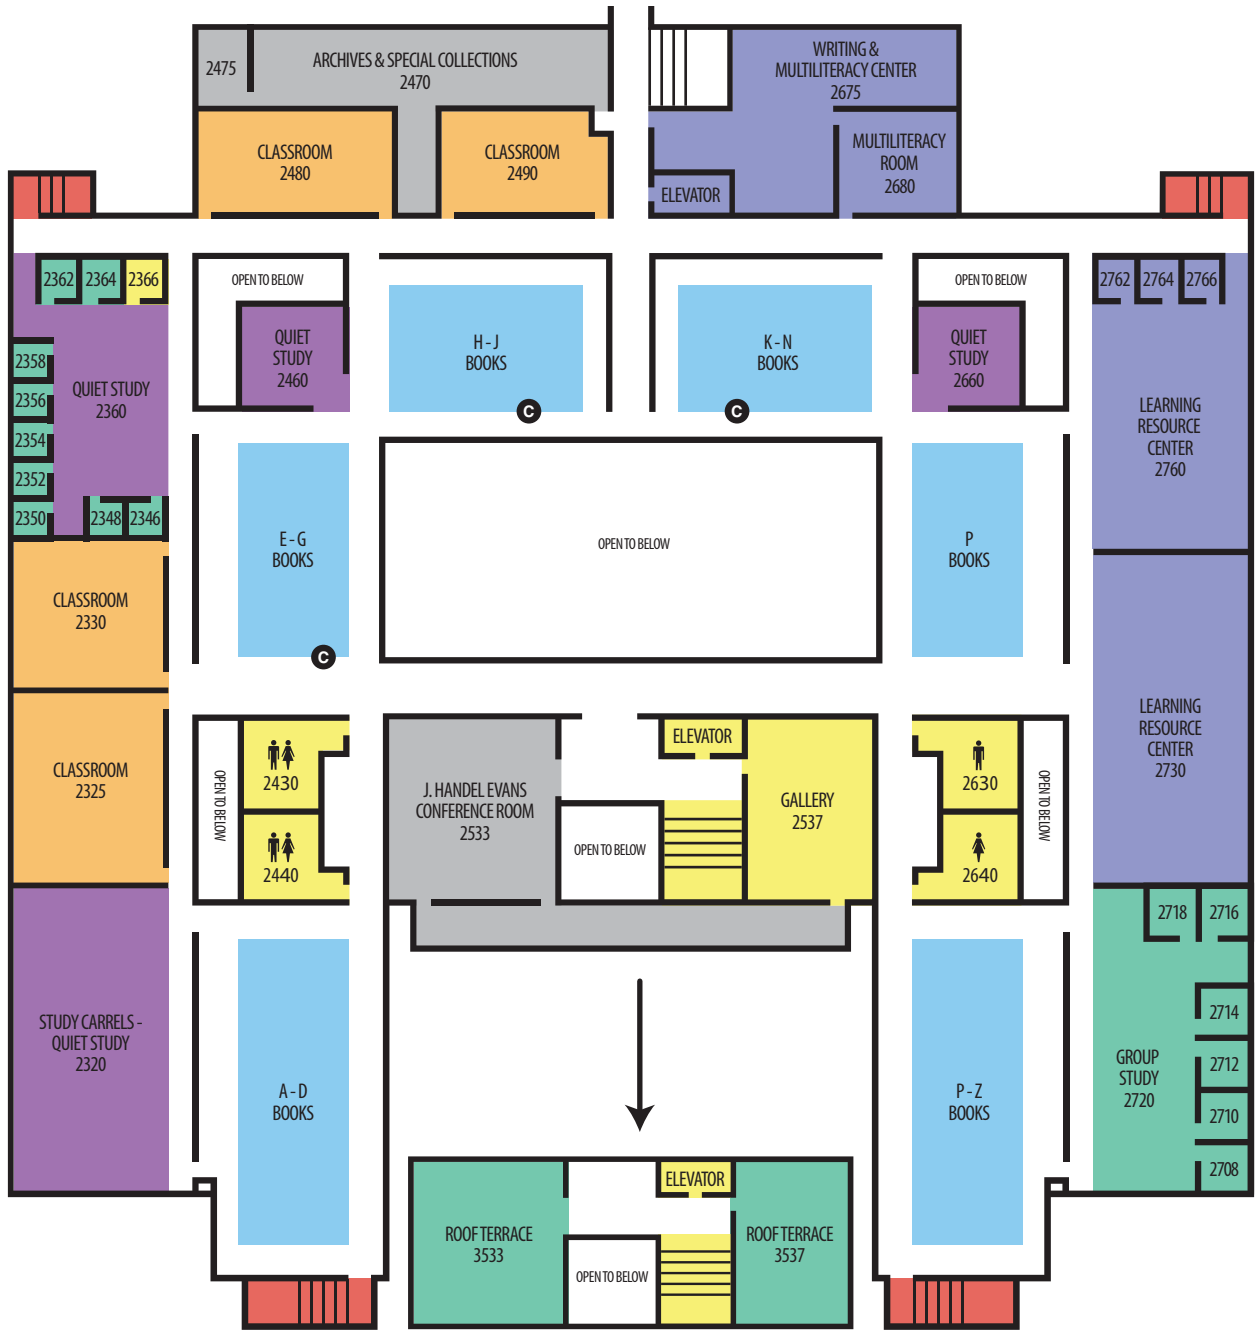 2475
ARCHIVES & SPECIAL COLLECTIONS
2470
WRITING &
MULTILITERACY CENTER
2675
CLASSROOM
2480
CLASSROOM
2490
MULTILITERACY
ROOM
2680
ELEVATOR
2362
2364
2366
OPEN TO BELOW
OPEN TO BELOW
2762
2764
2766
QUIET
STUDY
2460
H - J
BOOKS
K - N
BOOKS
QUIET
STUDY
2660
2358
2356
2354
2352
2350
QUIET STUDY
2360
2348
2346
C
C
LEARNING
RESOURCE
CENTER
2760
E - G
BOOKS
OPEN TO BELOW
P
BOOKS
CLASSROOM
2330
C
CLASSROOM
2325
OPEN TO BELOW
2430
2440
J. HANDEL EVANS
CONFERENCE ROOM
2533
ELEVATOR
OPEN TO BELOW
GALLERY
2537
2630
2640
OPEN TO BELOW
LEARNING
RESOURCE
CENTER
2730
2718
2716
2714
2712
2710
2708
GROUP
STUDY
2720
STUDY CARRELS -
QUIET STUDY
2320
A - D
BOOKS
P - Z
BOOKS
ROOF TERRACE
3533
ELEVATOR
OPEN TO BELOW
ROOF TERRACE
3537